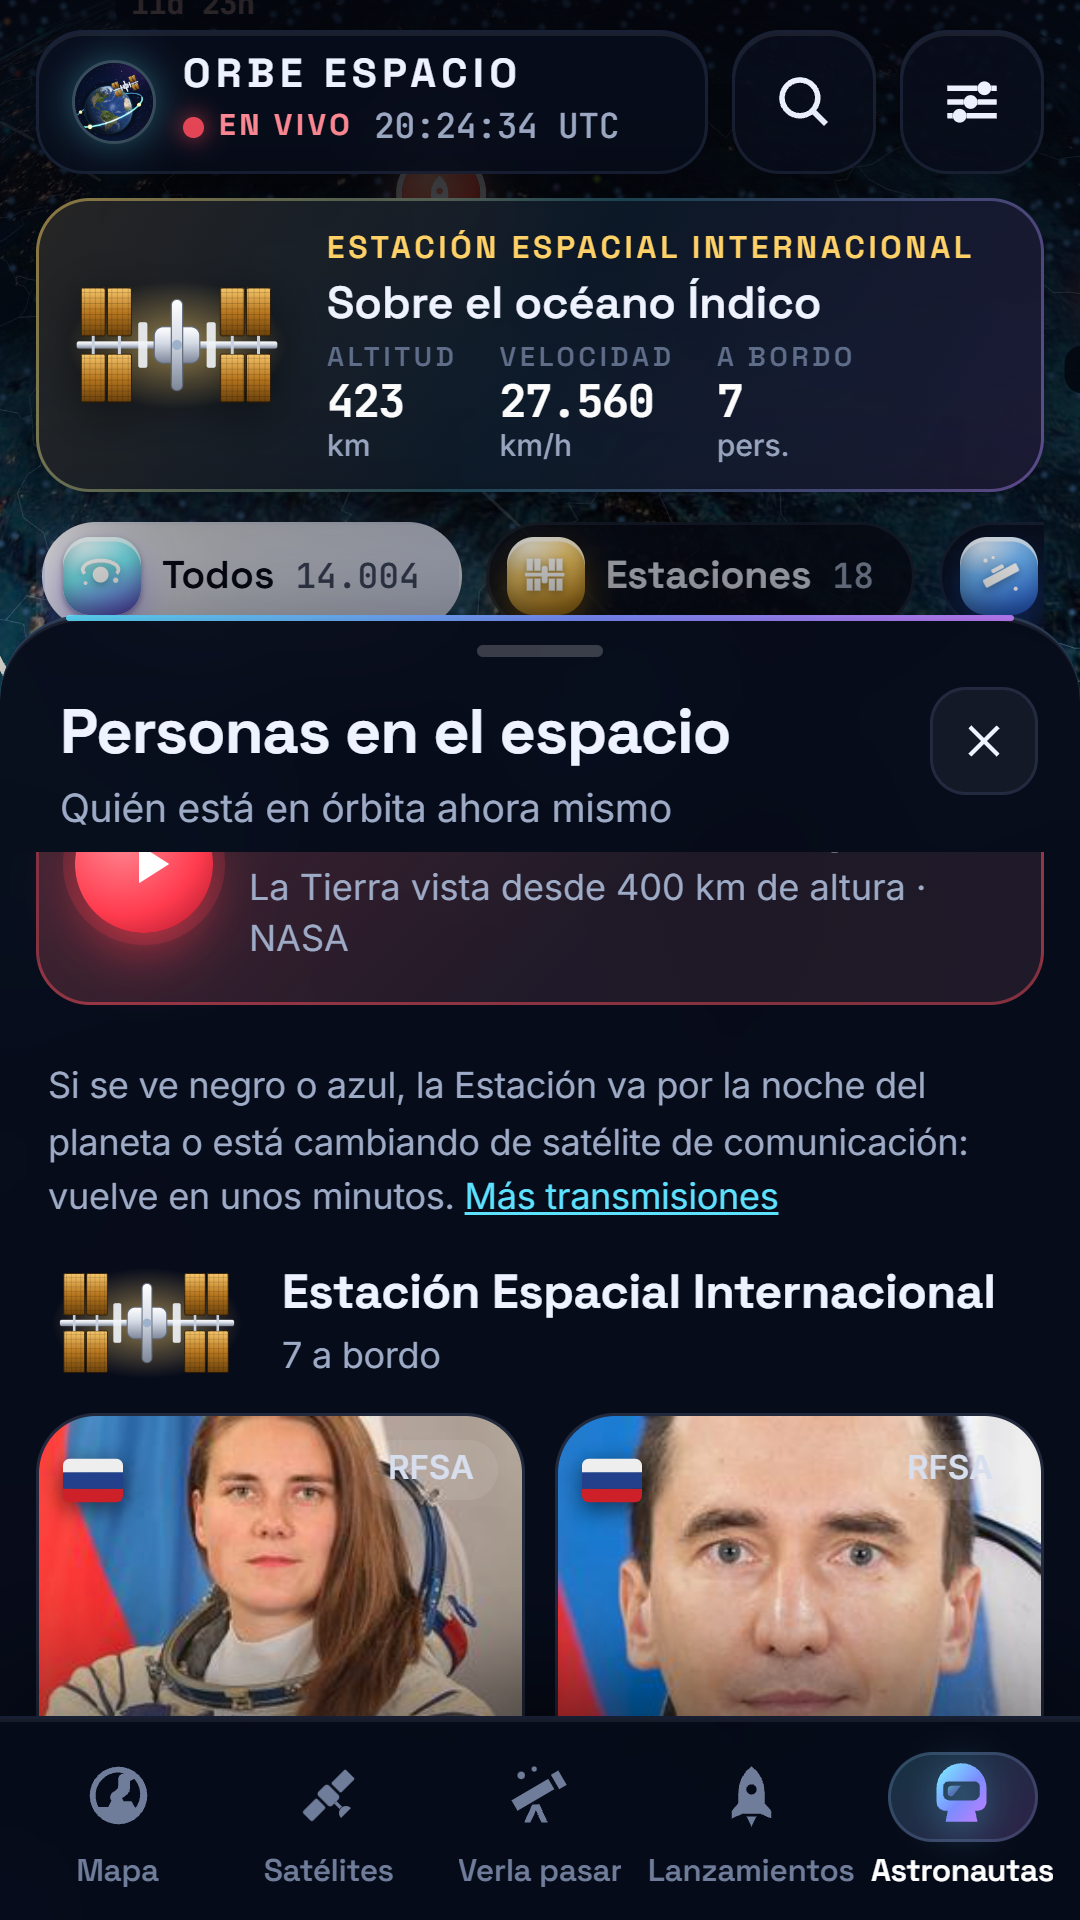 11d 23h
ORBE ESPACIO
EN VIVO 20:24:34 UTC
ESTACIÓN ESPACIAL INTERNACIONAL
Sobre el océano Índico
ALTITUD VELOCIDAD A BORDO
423 27.560 7
km km/h pers.
Todos 14.004 Estaciones 18
Personas en el espacio
Quién está en órbita ahora mismo
La Tierra vista desde 400 km de altura ·
NASA
Si se ve negro o azul, la Estación va por la noche del
planeta o está cambiando de satélite de comunicación:
vuelve en unos minutos. Más transmisiones
Estación Espacial Internacional
7 a bordo
RFSA RFSA
Mapa Satélites Verla pasar Lanzamientos Astronautas